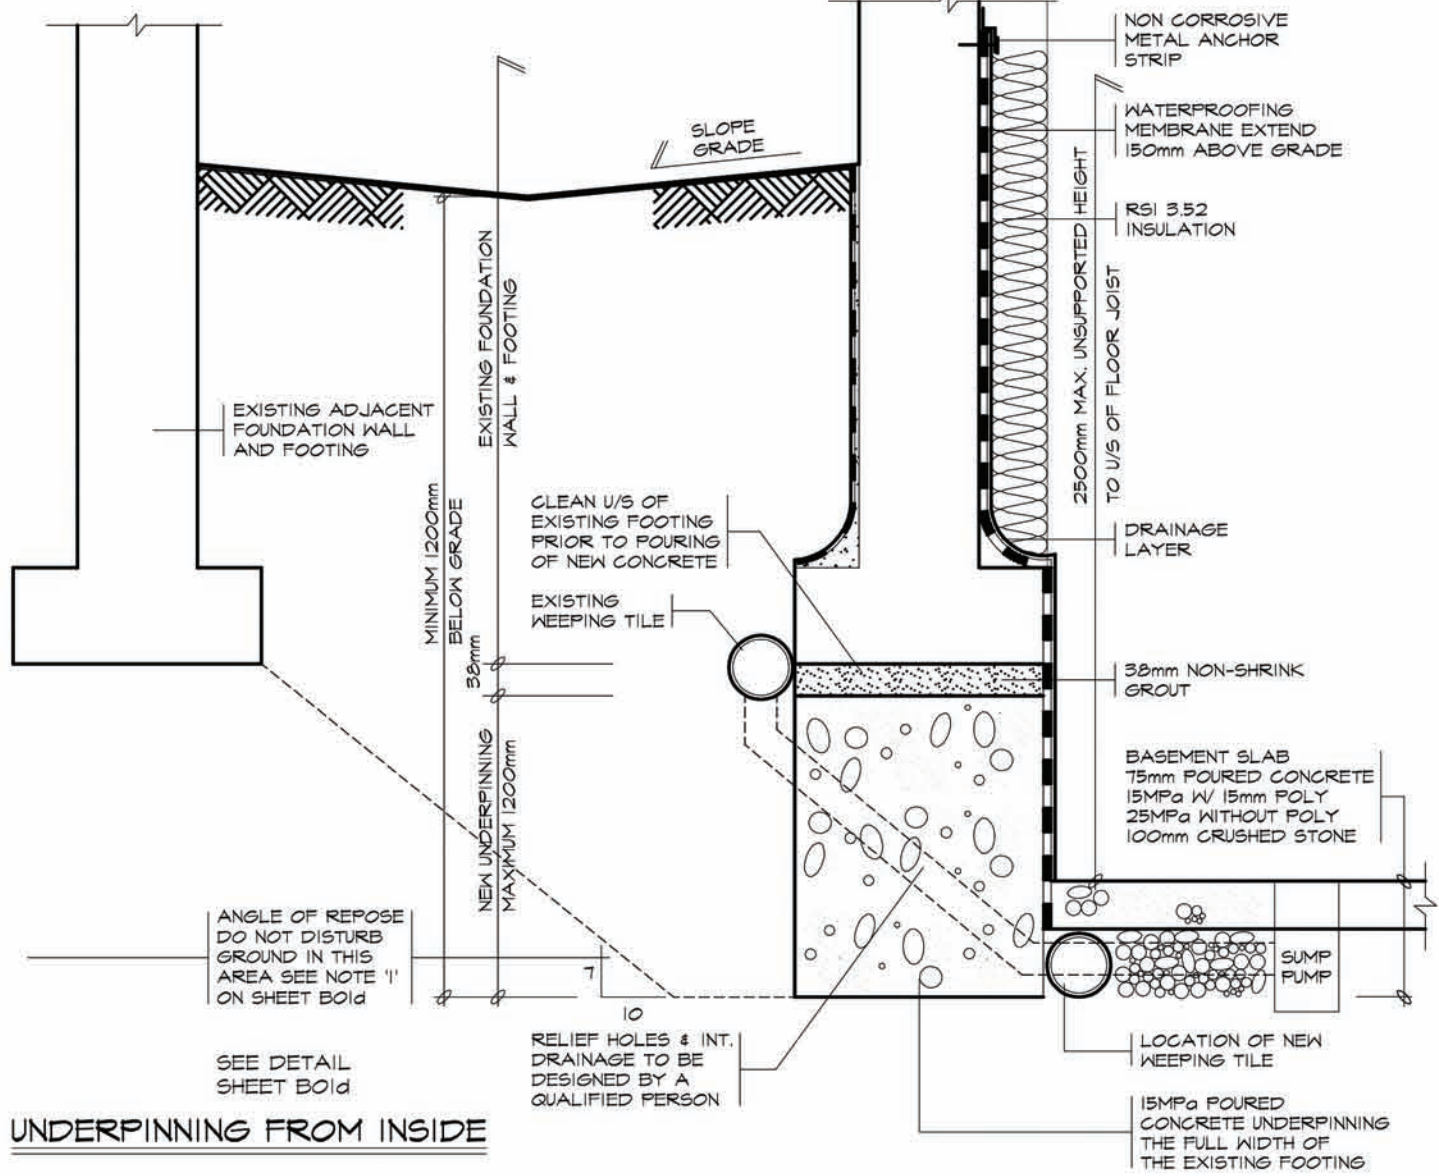 NON CORROSIVE
METAL ANCHOR
STRIP
WATERPROOFING
MEMBRANE EXTEND
150mm ABOVE GRADE
RSI 3.52
INSULATION
SLOPE
GRADE
2500mm MAX. UNSUPPORTED HEIGHT
TO U/S OF FLOOR JOIST
EXISTING FOUNDATION
WALL & FOOTING
EXISTING ADJACENT
FOUNDATION WALL
AND FOOTING
MINIMUM 1200mm
BELOW GRADE
CLEAN U/S OF
EXISTING FOOTING
PRIOR TO POURING
OF NEW CONCRETE
DRAINAGE
LAYER
EXISTING
WEEPING TILE
38mm
38mm NON-SHRINK
GROUT
NEW UNDERPINNING
MAXIMUM 1200mm
BASEMENT SLAB
75mm POURED CONCRETE
15MPa W/ 15mm POLY
25MPa WITHOUT POLY
100mm CRUSHED STONE
ANGLE OF REPOSE
DO NOT DISTURB
GROUND IN THIS
AREA SEE NOTE '1'
ON SHEET B01d
7
10
SUMP
PUMP
RELIEF HOLES & INT.
DRAINAGE TO BE
DESIGNED BY A
QUALIFIED PERSON
LOCATION OF NEW
WEEPING TILE
SEE DETAIL
SHEET B01d
15MPa POURED
CONCRETE UNDERPINNING
THE FULL WIDTH OF
THE EXISTING FOOTING
UNDERPINNING FROM INSIDE